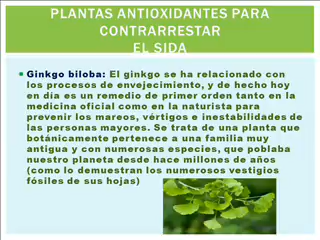 PLANTAS ANTIOXIDANTES PARA
CONTRARRESTAR
EL SIDA
Ginkgo biloba: El ginkgo se ha relacionado con
los procesos de envejecimiento, y de hecho hoy
en día es un remedio de primer orden tanto en la
medicina oficial como en la naturista para
prevenir los mareos, vértigos e inestabilidades de
las personas mayores. Se trata de una planta que
botánicamente pertenece a una familia muy
antigua y con numerosas especies, que poblaba
nuestro planeta desde hace millones de años
(como lo demuestran los numerosos vestigios
fósiles de sus hojas)